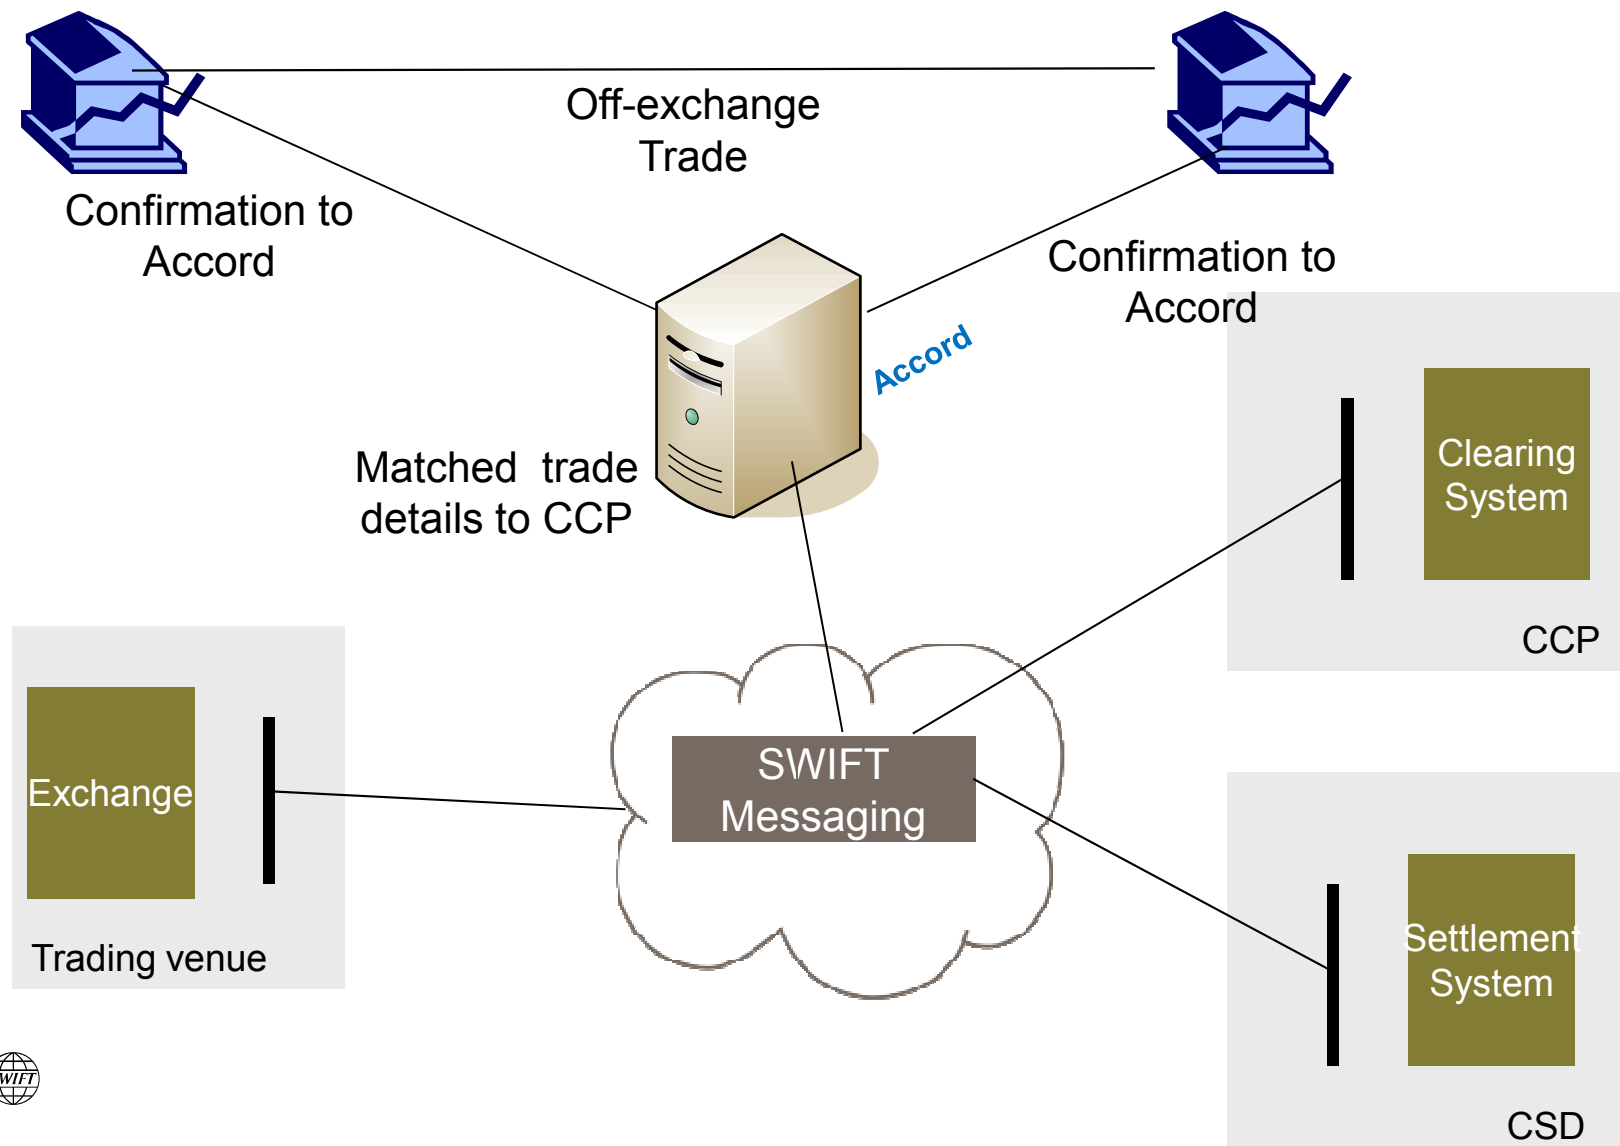 Off-exchange
Trade
Confirmation to
Accord
Confirmation to
Accord
Accord
Matched trade
details to CCP
Clearing
System
CCP
SWIFT
Messaging
Exchange
Trading venue
Settlement
System
CSD
WIFT